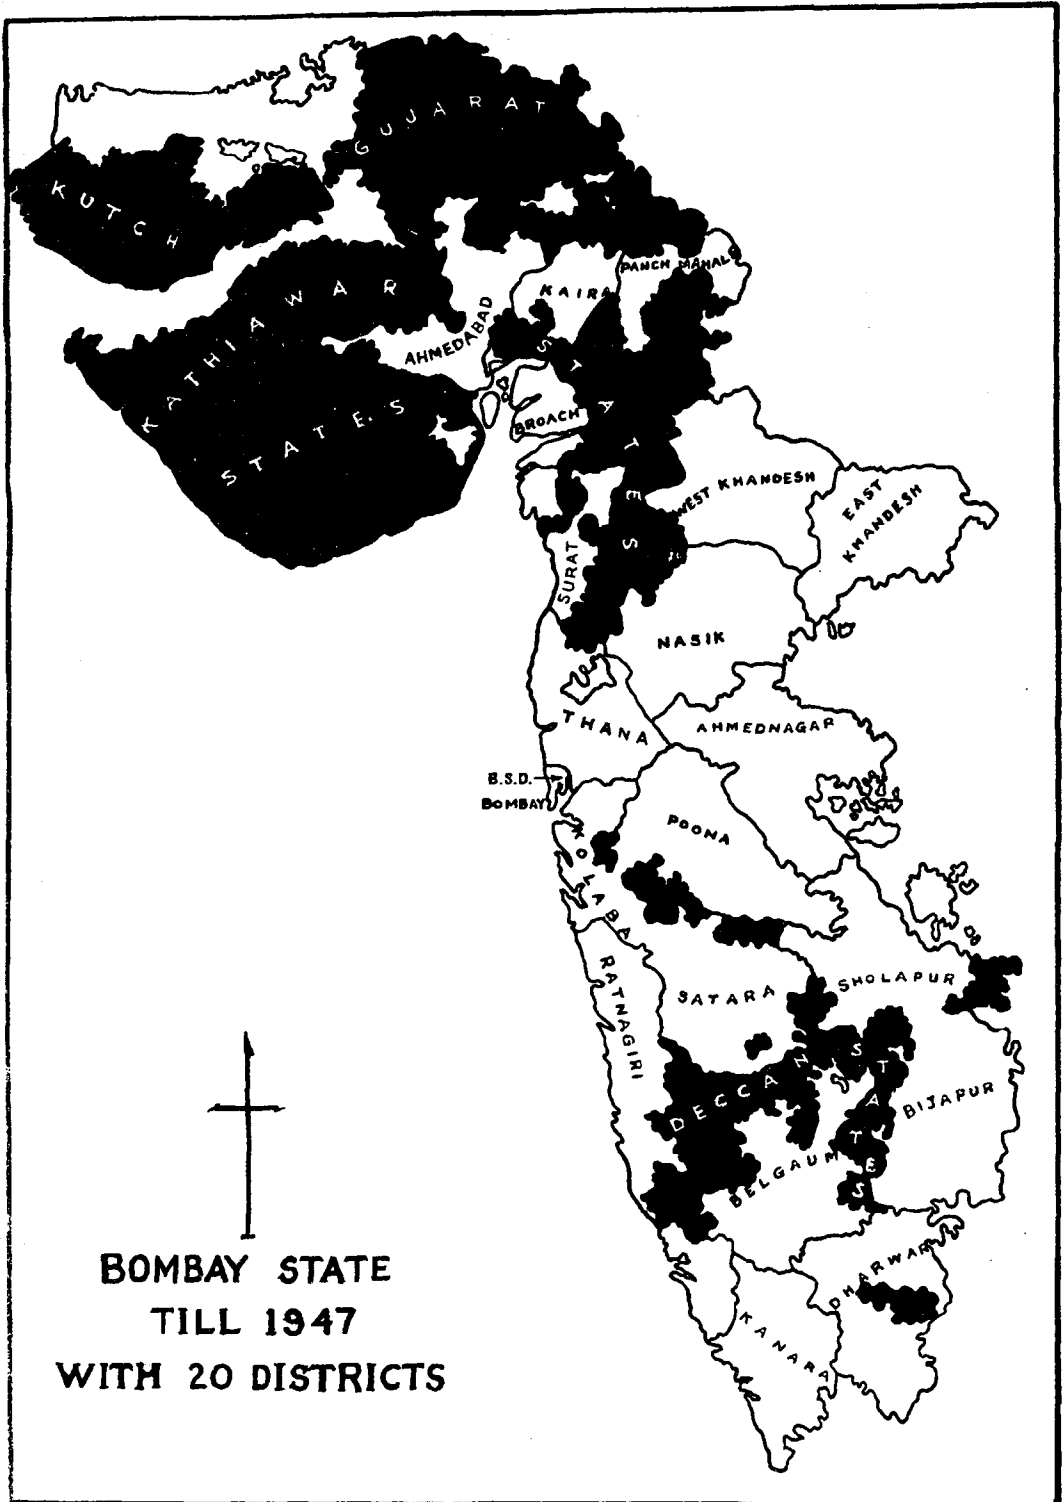 GUJARAT
STATES
KUTCH
KATHIAWAR
STATES
PANCH MAHALS
KAIRA
AHMEDABAD
BROACH
WEST KHANDESH
EAST
KHANDESH
SURAT
NASIK
THANA
AHMEDNAGAR
B.S.D.
BOMBAY
POONA
KOLABA
RATNAGIRI
SATARA
SHOLAPUR
DECCAN STATES
BIJAPUR
BELGAUM
DHARWAR
KANARA
BOMBAY STATE
TILL 1947
WITH 20 DISTRICTS